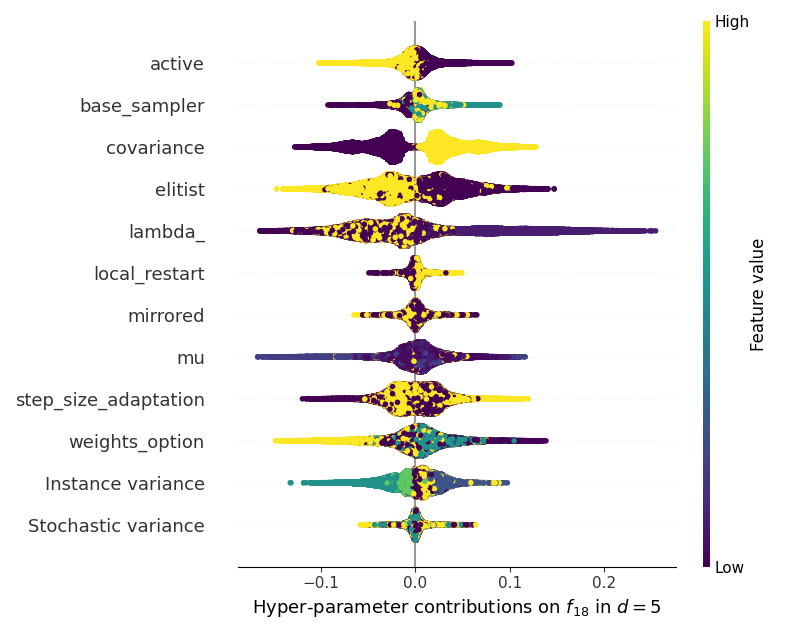 High
active
base_sampler
covariance
elitist
lambda_
local_restart
mirrored
mu
step_size_adaptation
weights_option
Instance variance
Stochastic variance
Feature value
Low
−0.1 0.0 0.1 0.2
Hyper-parameter contributions on f₁₈ in d = 5